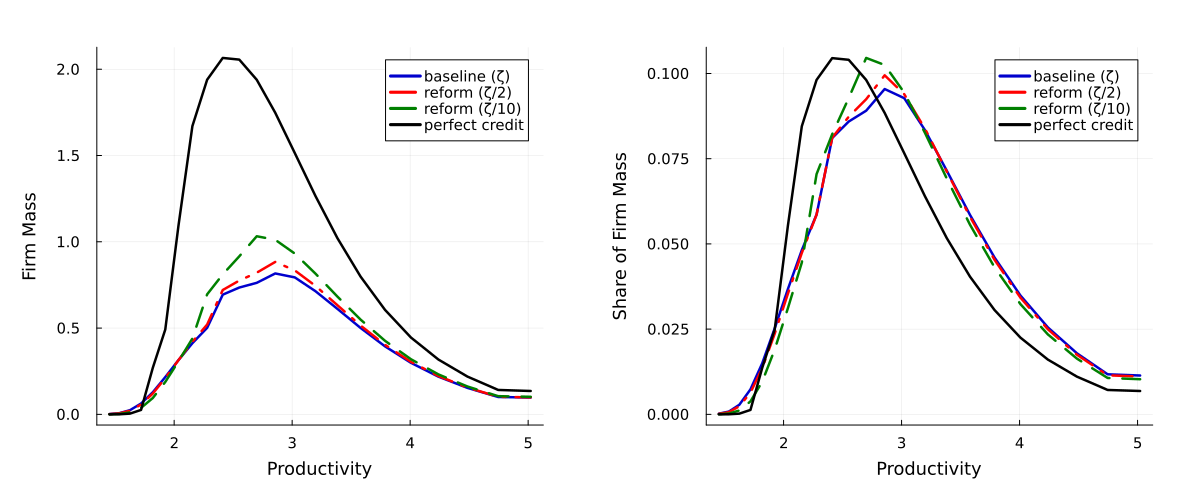 Firm Mass
2.0
1.5
1.0
0.5
0.0
2
3
4
5
Productivity
baseline (ζ)
reform (ζ/2)
reform (ζ/10)
perfect credit
Share of Firm Mass
0.100
0.075
0.050
0.025
0.000
2
3
4
5
Productivity
baseline (ζ)
reform (ζ/2)
reform (ζ/10)
perfect credit